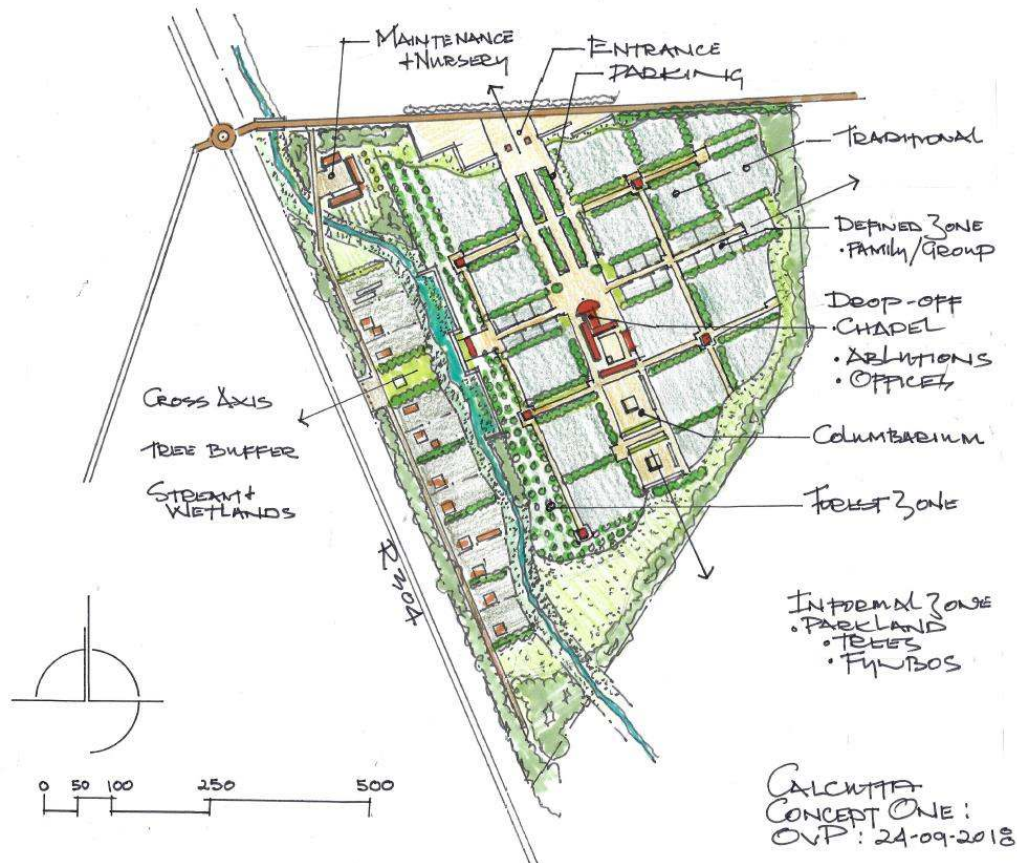 MAINTENANCE
+NURSERY
ENTRANCE
PARKING
TRADITIONAL
DEFINED ZONE
• FAMILY/GROUP
DROP-OFF
• CHAPEL
• ABLUTIONS
• OFFICES
COLUMBARIUM
FOREST ZONE
INFORMAL ZONE
• PARKLAND
• TREES
• FYNBOS
CROSS AXIS
TREE BUFFER
STREAM+
WETLANDS
R304
0 50 100 250 500
CALCUTTA
CONCEPT ONE :
OVP : 24-09-2018